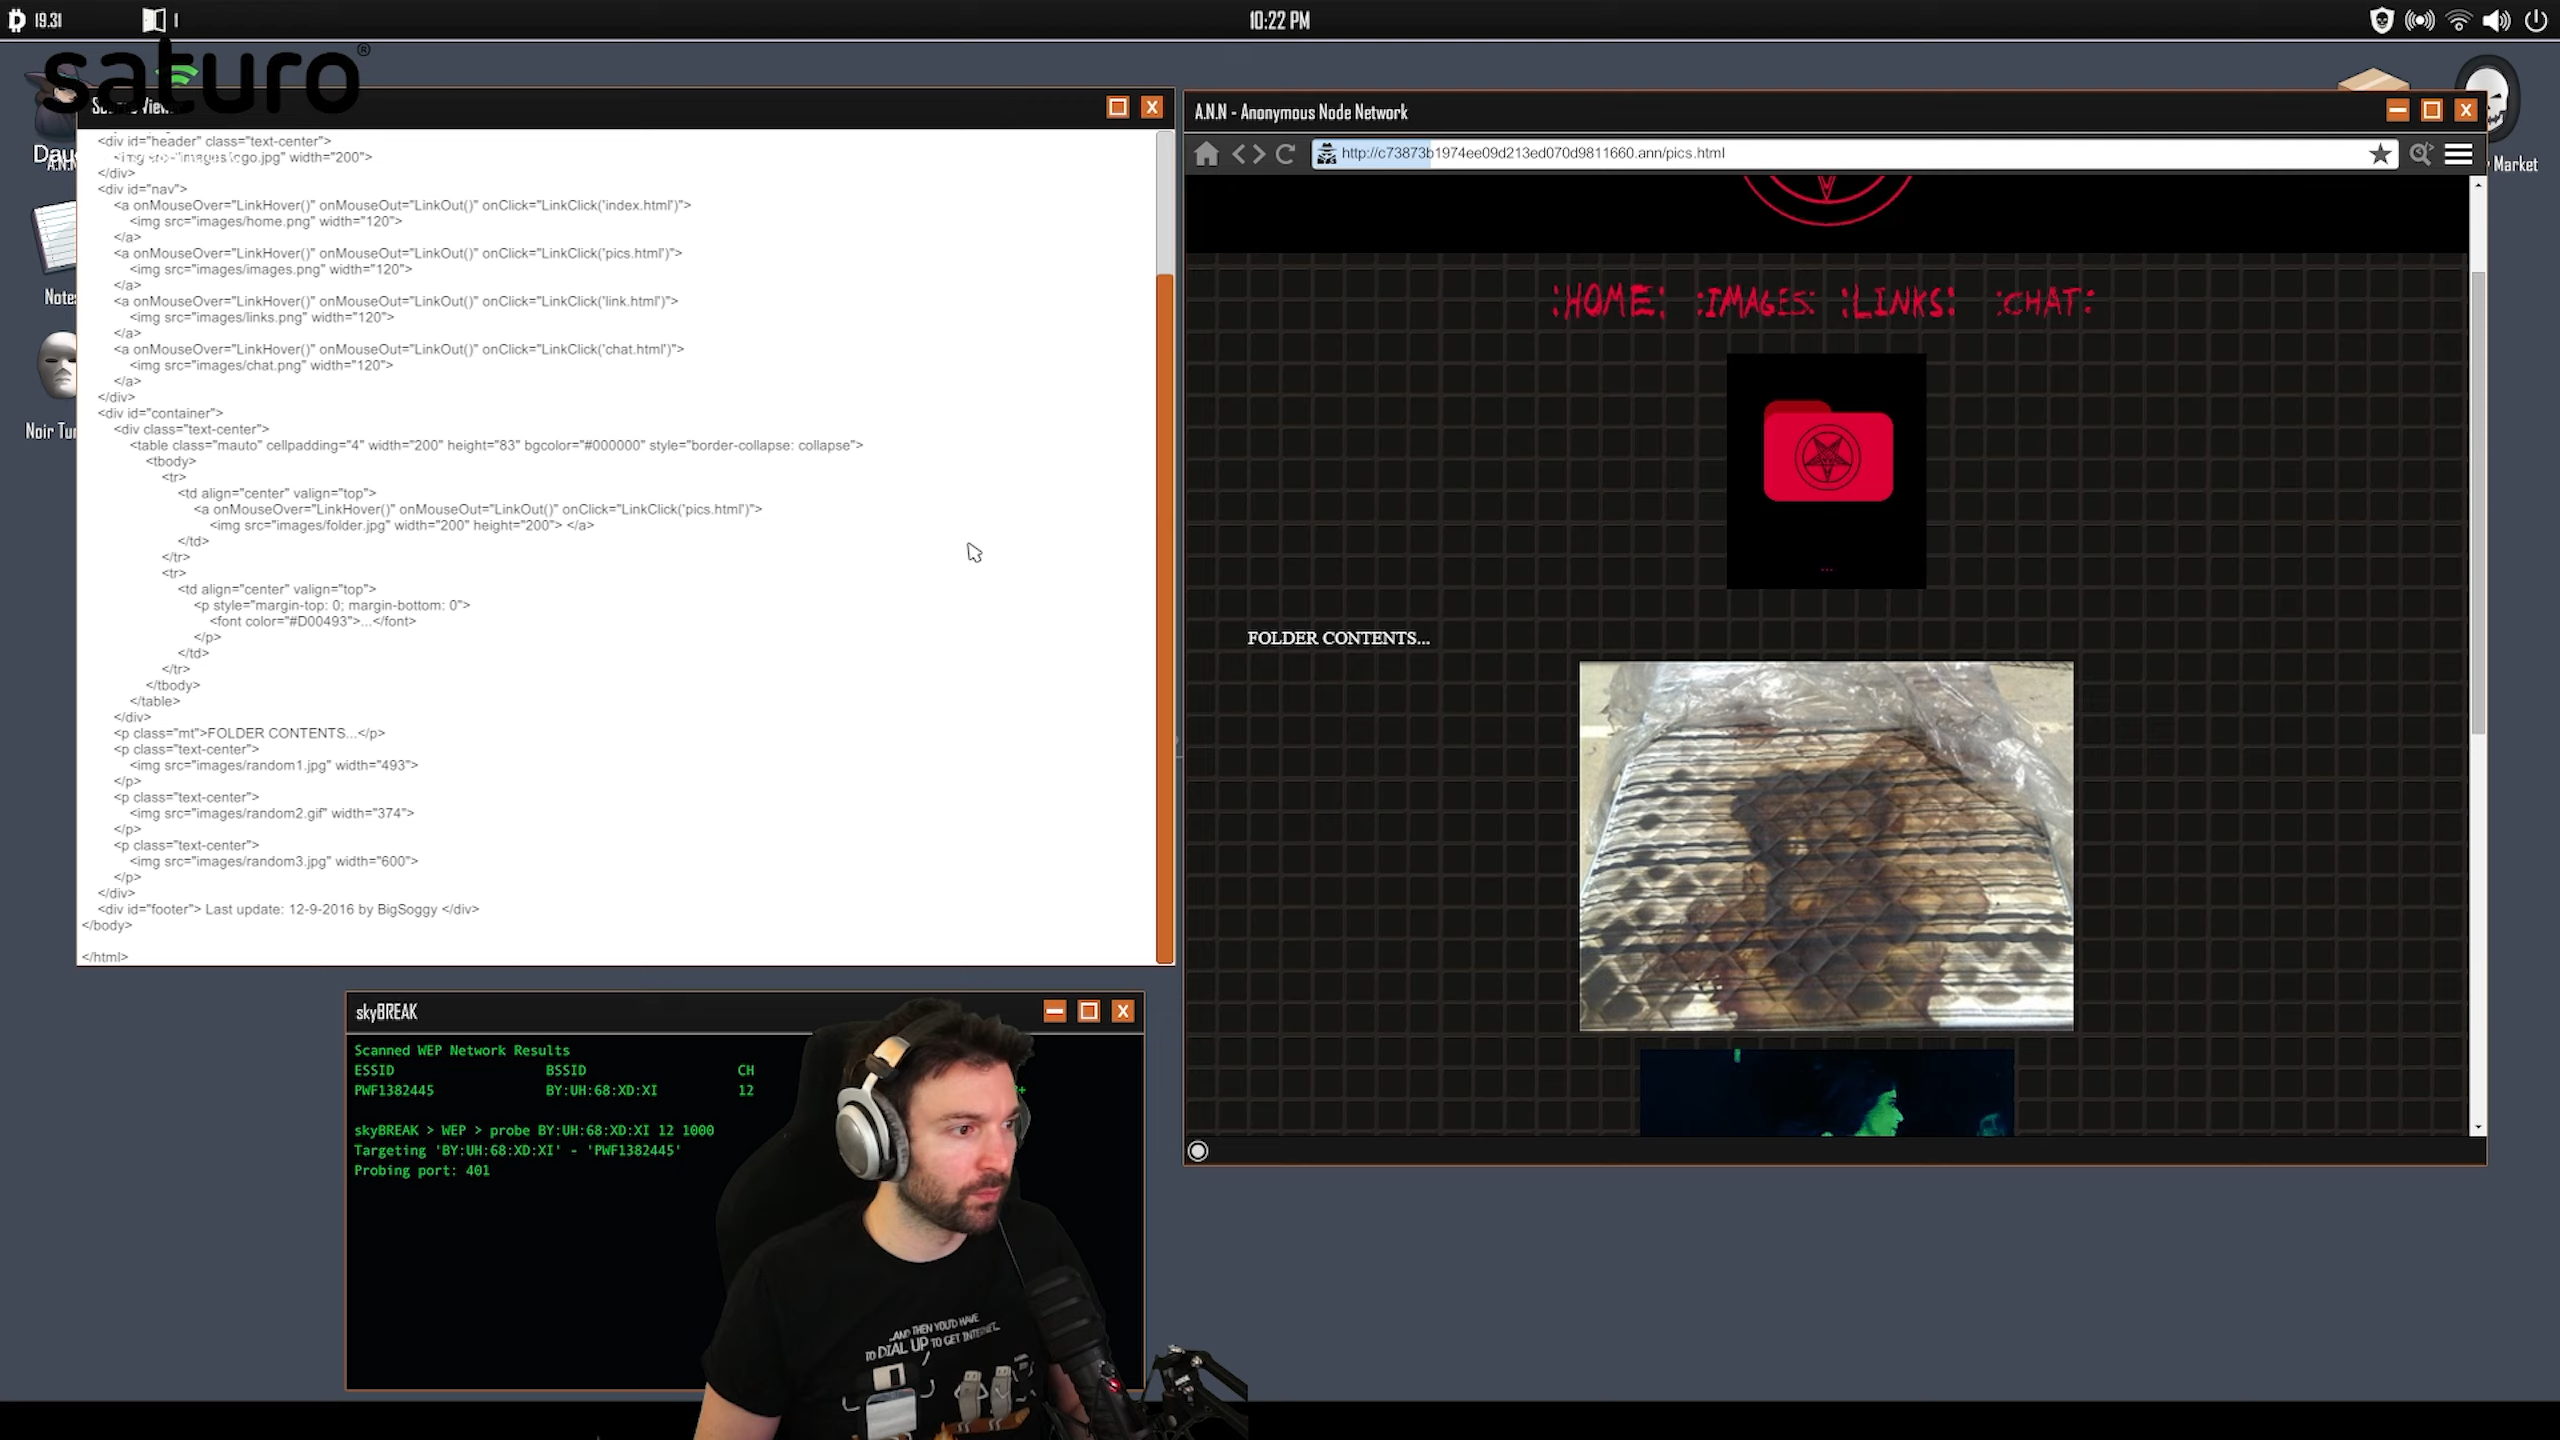 19.31
1
10:22 PM
saturo®
Notes
Market
A.N.N - Anonymous Node Network
http://c73873b1974ee09d213ed070d9811660.ann/pics.html
<div id="header" class="text-center">
</div>
<div id="nav">
<a onMouseOver="LinkHover()" onMouseOut="LinkOut()" onClick="LinkClick('index.html')">
<img src="images/home.png" width="120">
</a>
<a onMouseOver="LinkHover()" onMouseOut="LinkOut()" onClick="LinkClick('pics.html')">
<img src="images/images.png" width="120">
</a>
<a onMouseOver="LinkHover()" onMouseOut="LinkOut()" onClick="LinkClick('link.html')">
<img src="images/links.png" width="120">
</a>
<a onMouseOver="LinkHover()" onMouseOut="LinkOut()" onClick="LinkClick('chat.html')">
<img src="images/chat.png" width="120">
</a>
</div>
<div id="container">
<div class="text-center">
<table class="mauto" cellpadding="4" width="200" height="83" bgcolor="#000000" style="border-collapse: collapse">
<tbody>
<tr>
<td align="center" valign="top">
<a onMouseOver="LinkHover()" onMouseOut="LinkOut()" onClick="LinkClick('pics.html')">
<img src="images/folder.jpg" width="200" height="200"> </a>
</td>
</tr>
<tr>
<td align="center" valign="top">
<p style="margin-top: 0; margin-bottom: 0">
<font color="#D00493">...</font>
</p>
</td>
</tr>
</tbody>
</table>
</div>
<p class="mt">FOLDER CONTENTS...</p>
<p class="text-center">
<img src="images/random1.jpg" width="493">
</p>
<p class="text-center">
<img src="images/random2.gif" width="374">
</p>
<p class="text-center">
<img src="images/random3.jpg" width="600">
</p>
</div>
<div id="footer"> Last update: 12-9-2016 by BigSoggy </div>
</body>
</html>
:HOME: :IMAGES: :LINKS: :CHAT:
...
FOLDER CONTENTS...
skyBREAK
Scanned WEP Network Results
ESSID BSSID CH
PWF1382445 BY:UH:68:XD:XI 12
skyBREAK > WEP > probe BY:UH:68:XD:XI 12 1000
Targeting 'BY:UH:68:XD:XI' - 'PWF1382445'
Probing port: 401
...AND THEN YOU'D HAVE
TO DIAL UP TO GET INTERNET...